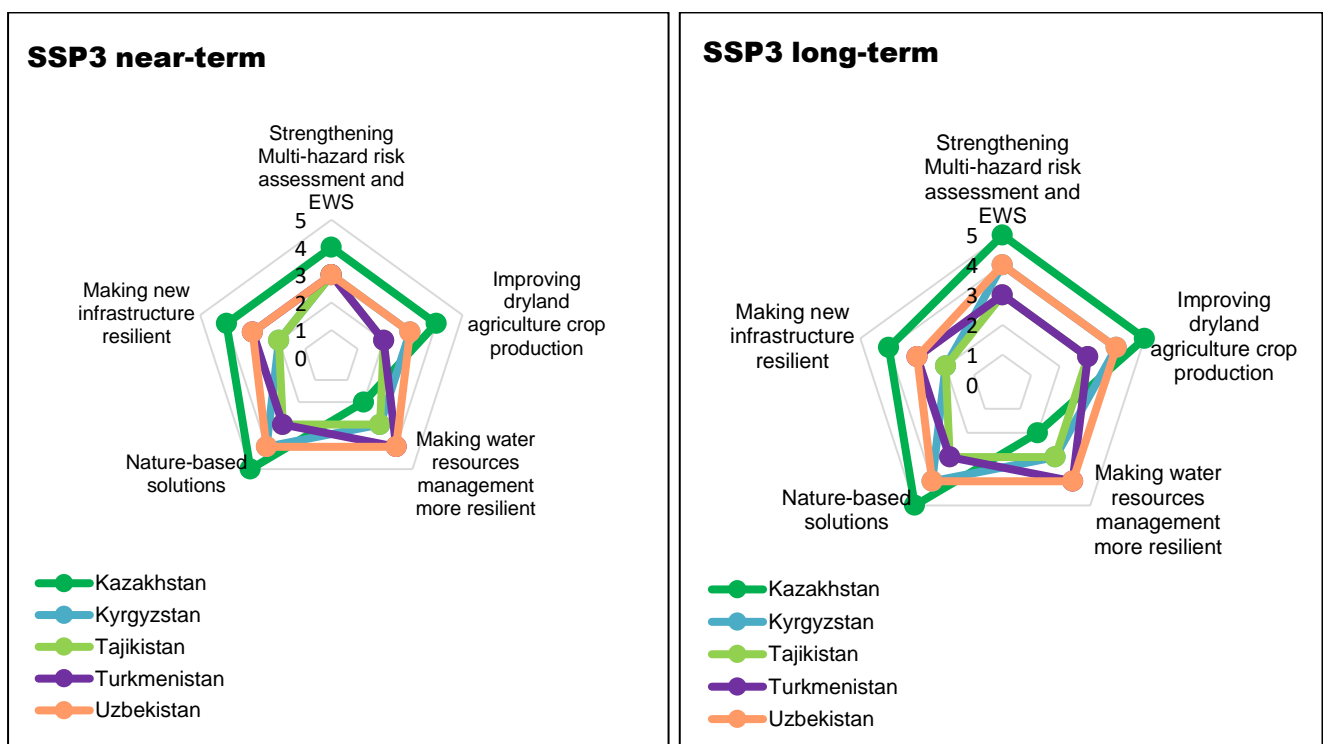 SSP3 near-term
Strengthening
Multi-hazard risk
assessment and
EWS
5
4
3
2
1
0
Improving
dryland
agriculture crop
production
Making water
resources
management
more resilient
Nature-based
solutions
Making new
infrastructure
resilient
Kazakhstan
Kyrgyzstan
Tajikistan
Turkmenistan
Uzbekistan
SSP3 long-term
Strengthening
Multi-hazard risk
assessment and
EWS
5
4
3
2
1
0
Improving
dryland
agriculture crop
production
Making water
resources
management
more resilient
Nature-based
solutions
Making new
infrastructure
resilient
Kazakhstan
Kyrgyzstan
Tajikistan
Turkmenistan
Uzbekistan